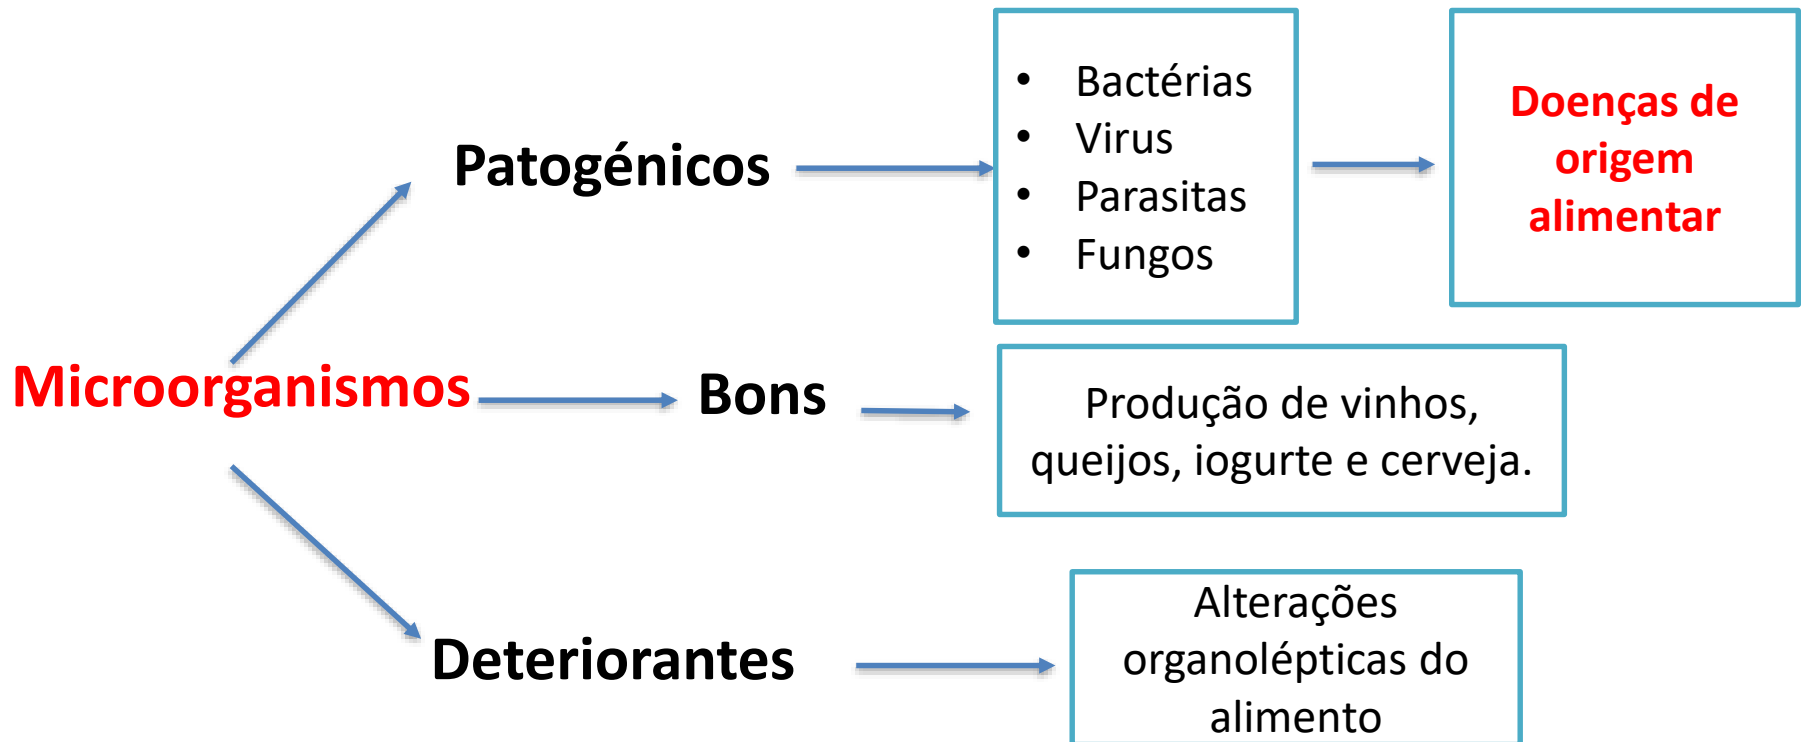 Microorganismos
Patogénicos
• Bactérias
• Virus
• Parasitas
• Fungos
Doenças de
origem
alimentar
Bons
Produção de vinhos,
queijos, iogurte e cerveja.
Deteriorantes
Alterações
organolépticas do
alimento